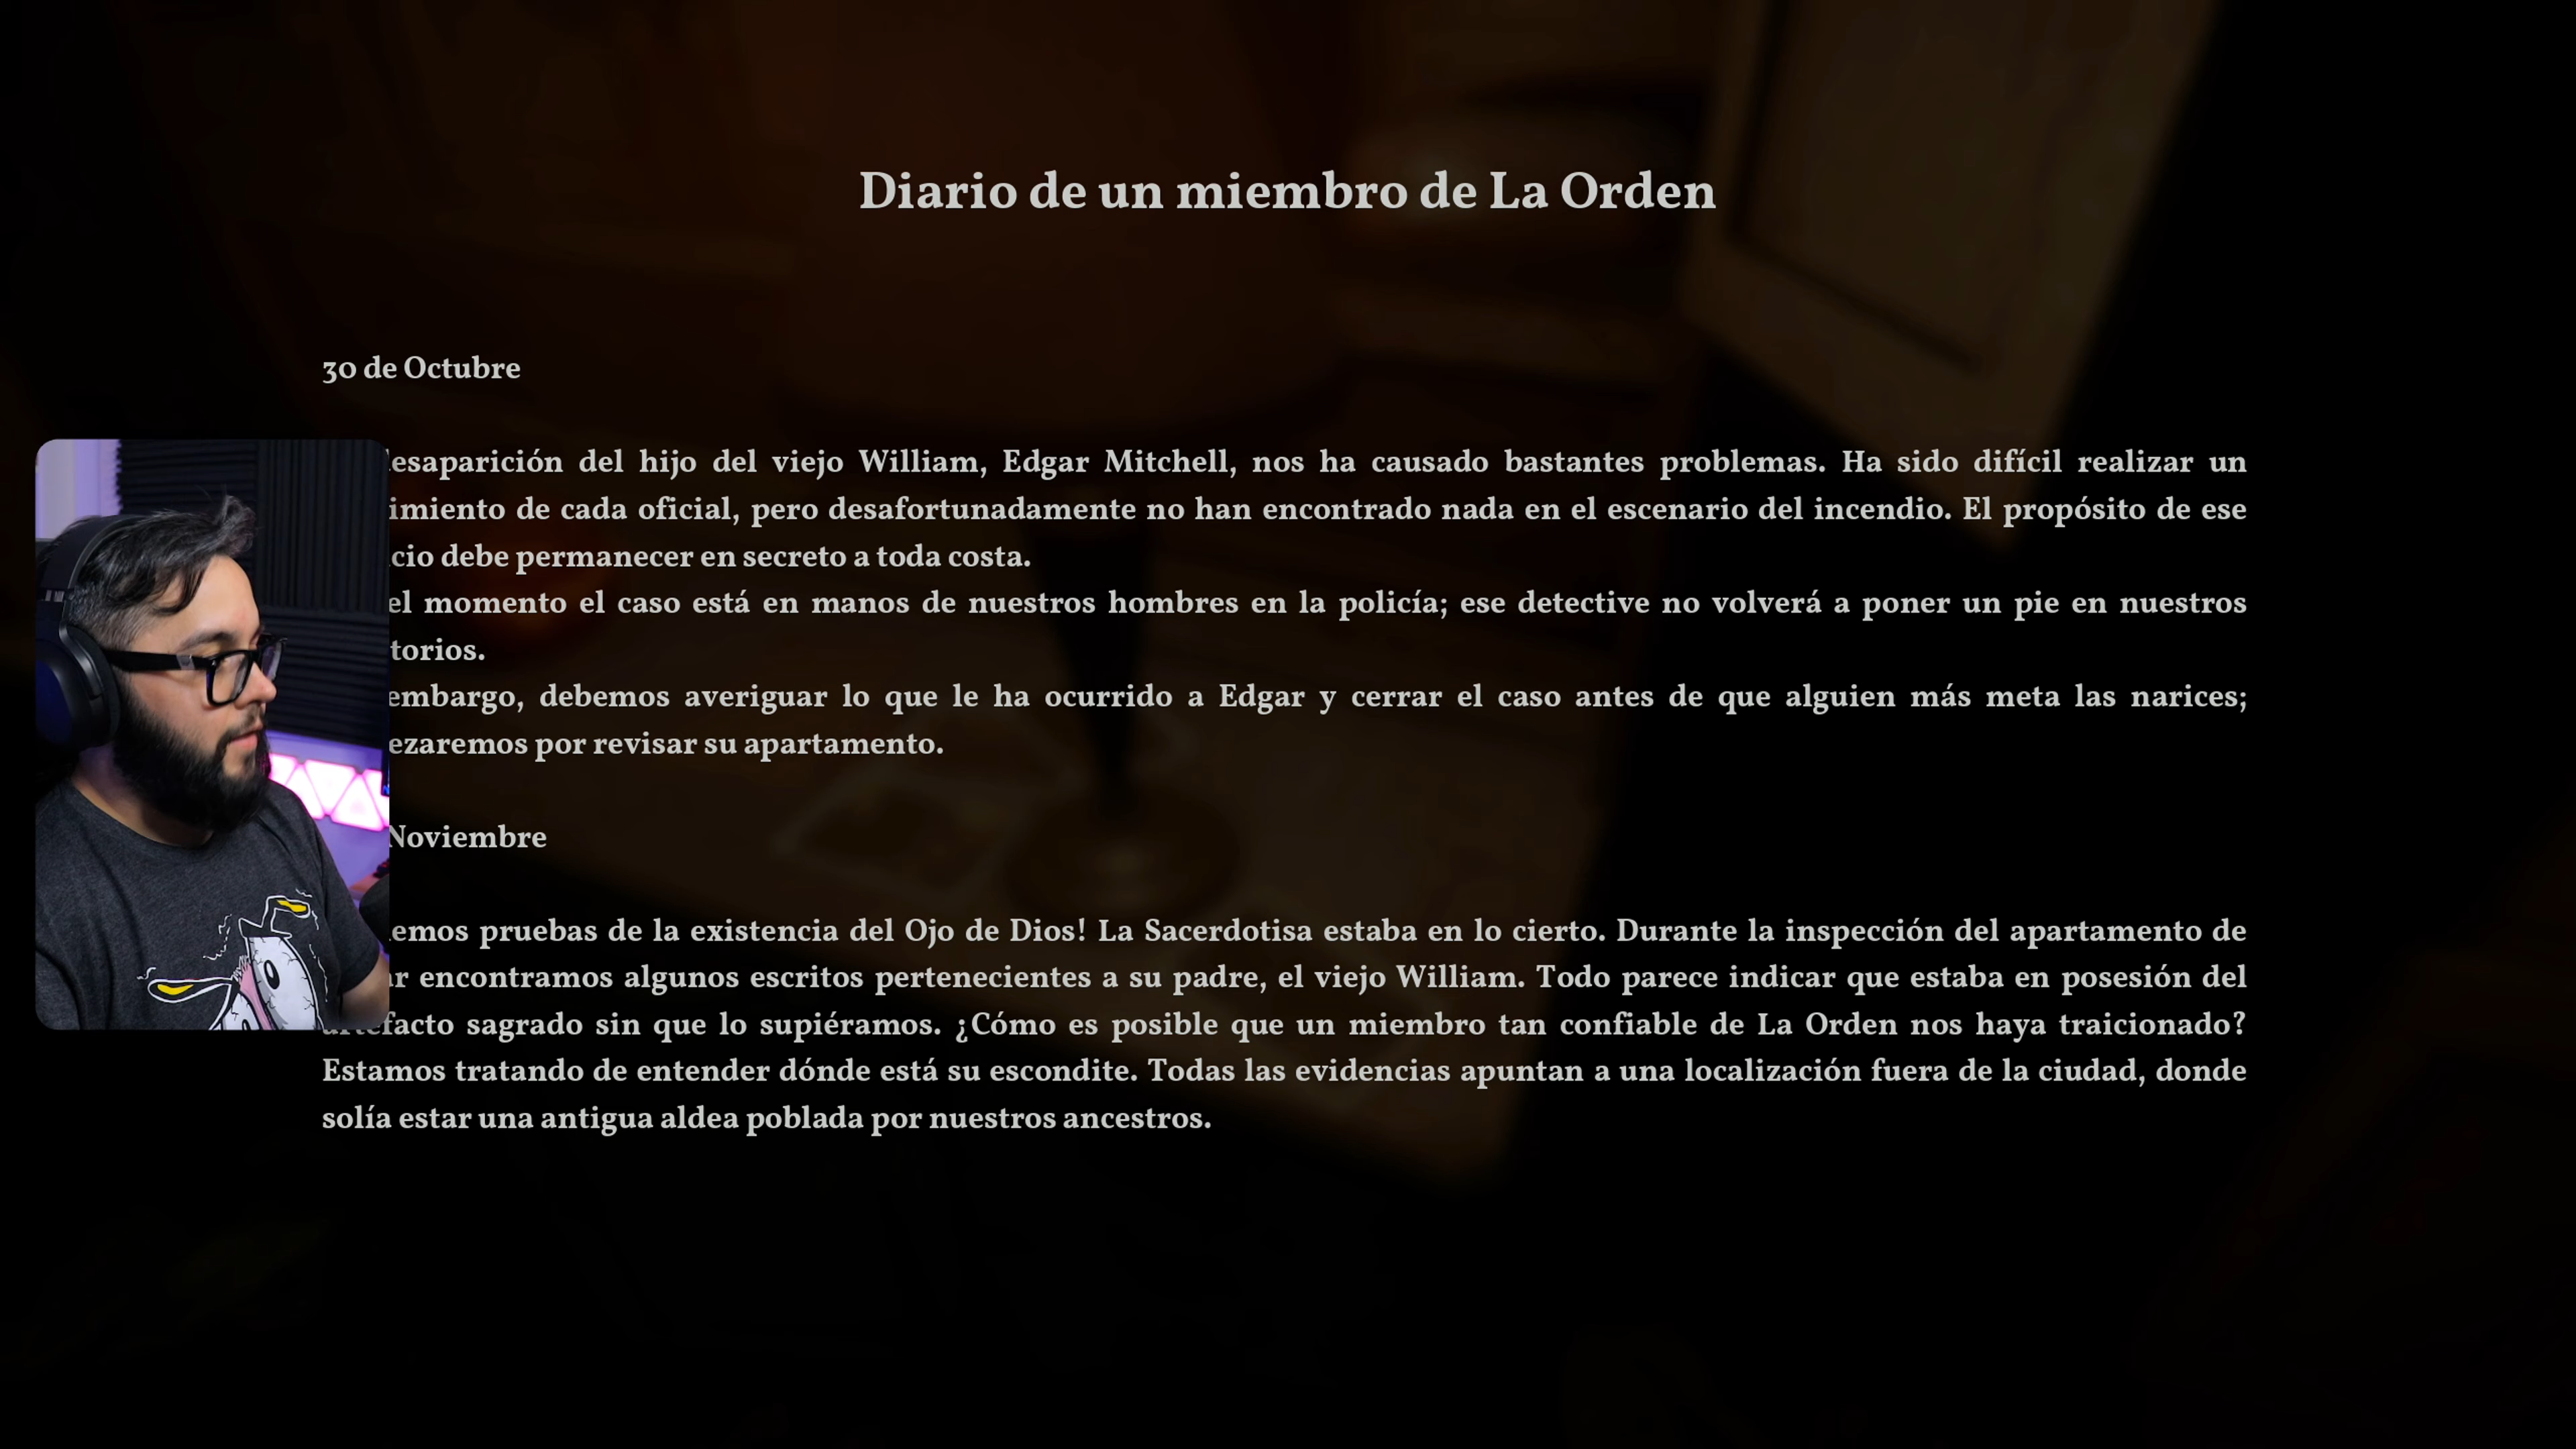 Diario de un miembro de La Orden
30 de Octubre
del hijo del viejo William, Edgar Mitchell, nos ha causado bastantes problemas. Ha sido difícil realizar un
de cada oficial, pero desafortunadamente no han encontrado nada en el escenario del incendio. El propósito de ese
debe permanecer en secreto a toda costa.
el momento el caso está en manos de nuestros hombres en la policía; ese detective no volverá a poner un pie en nuestros
embargo, debemos averiguar lo que le ha ocurrido a Edgar y cerrar el caso antes de que alguien más meta las narices;
por revisar su apartamento.
Noviembre
pruebas de la existencia del Ojo de Dios! La Sacerdotisa estaba en lo cierto. Durante la inspección del apartamento de
encontramos algunos escritos pertenecientes a su padre, el viejo William. Todo parece indicar que estaba en posesión del
sagrado sin que lo supiéramos. ¿Cómo es posible que un miembro tan confiable de La Orden nos haya traicionado?
Estamos tratando de entender dónde está su escondite. Todas las evidencias apuntan a una localización fuera de la ciudad, donde
solía estar una antigua aldea poblada por nuestros ancestros.